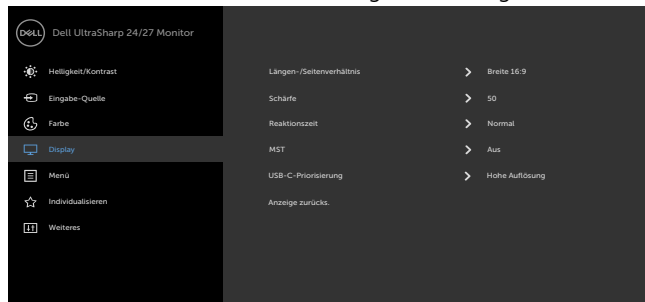 DELL
Dell UltraSharp 24/27 Monitor
Helligkeit/Kontrast
Eingabe-Quelle
Farbe
Display
Menü
Individualisieren
Weiteres
Längen-/Seitenverhältnis Breite 16:9
Schärfe 50
Reaktionszeit Normal
MST Aus
USB-C-Priorisierung Hohe Auflösung
Anzeige zurücks.